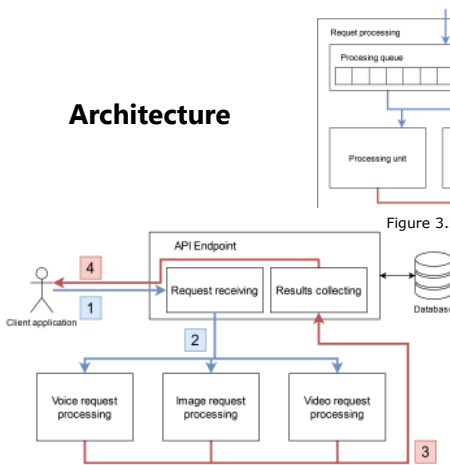 Requet processing
Procesing queue
Architecture
Processing unit
Figure 3.
API Endpoint
4
Request receiving
Results collecting
1
Client application
Database
2
Voice request
processing
Image request
processing
Video request
processing
3